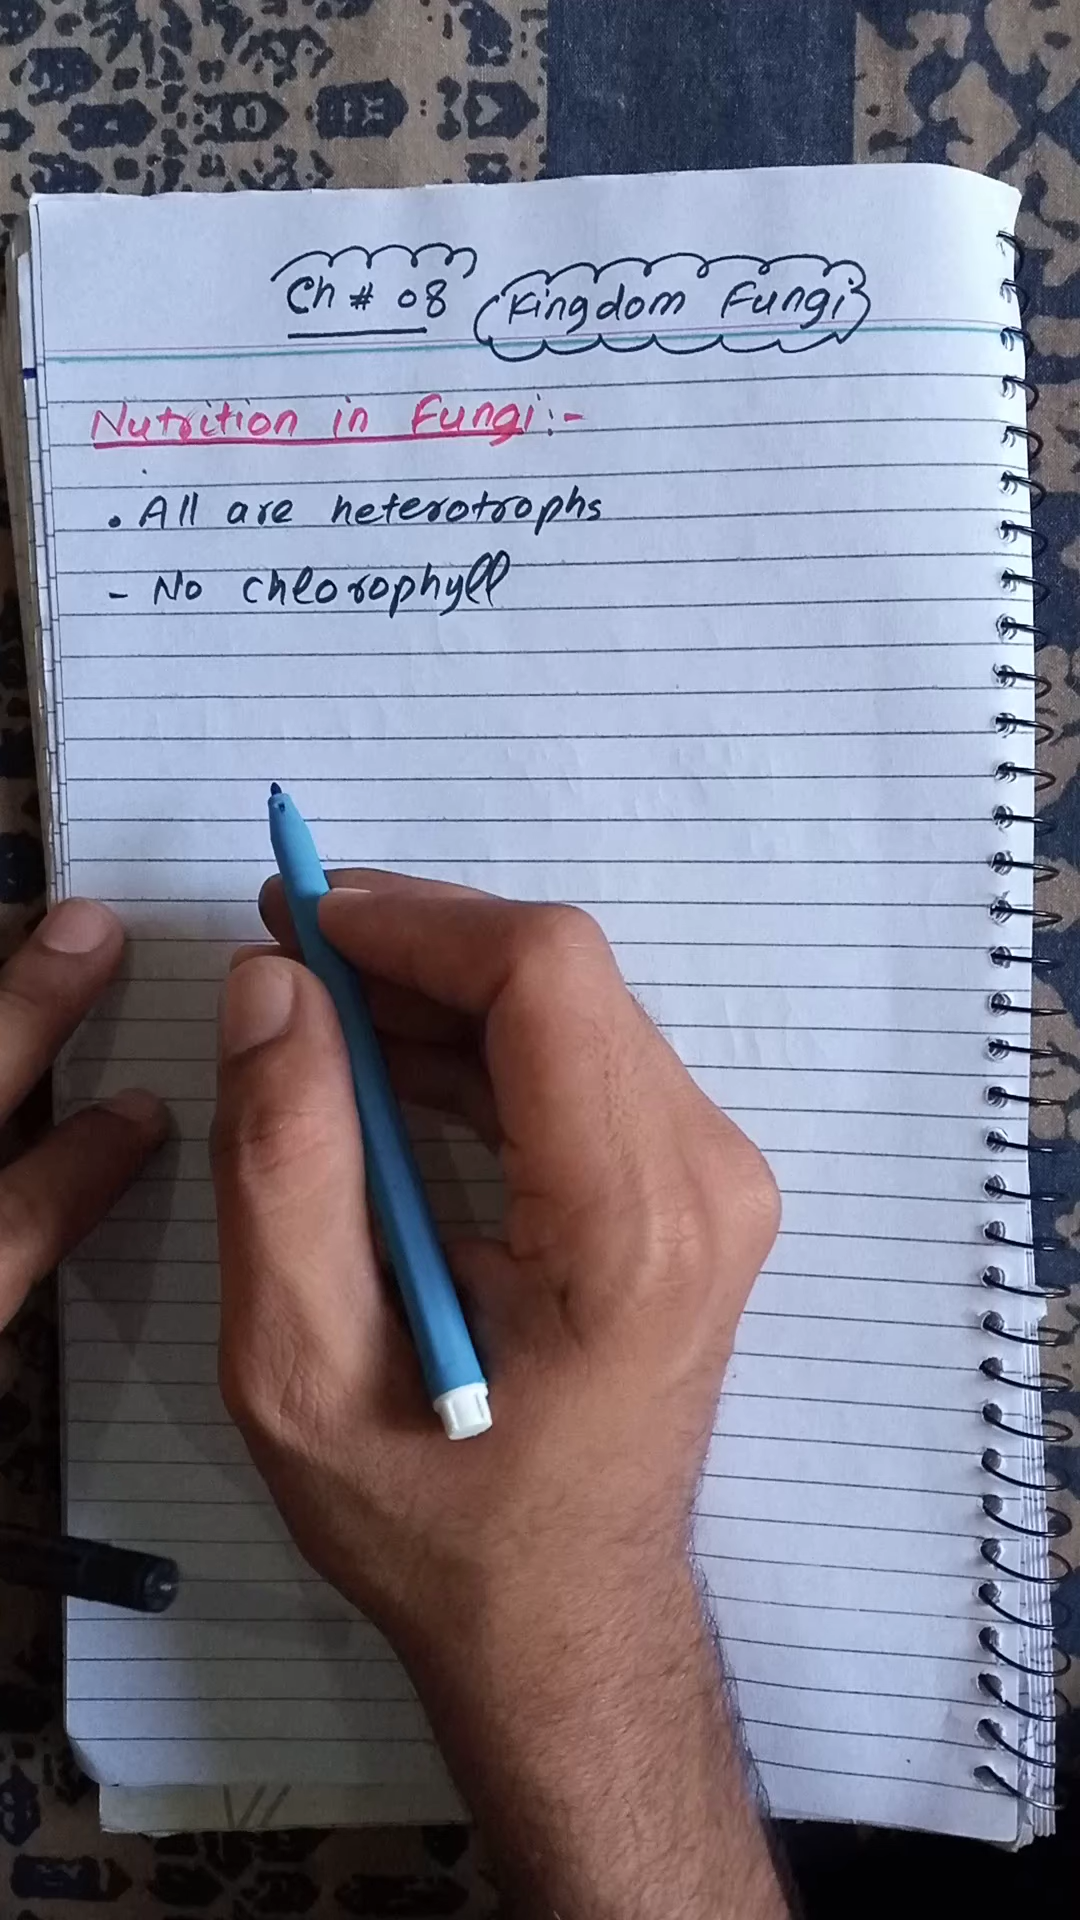 Ch # 08 Kingdom Fungi
Nutrition in Fungi:-
• All are heterotrophs
- No chlorophyll